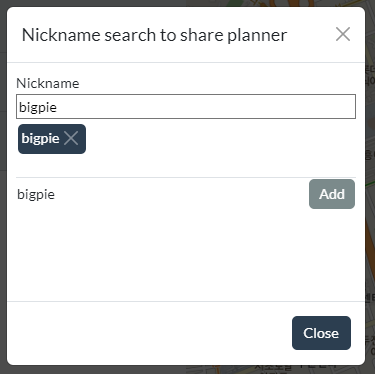 Nickname search to share planner
Nickname
bigpie
bigpie
bigpie Add
Close